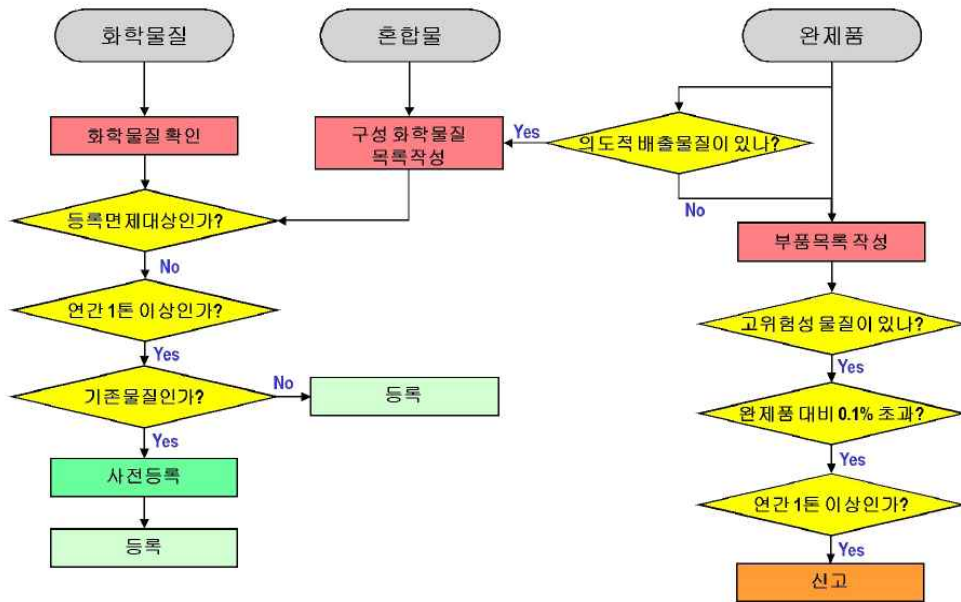 화학물질
혼합물
완제품
화학물질 확인
구성 화학물질
목록작성
Yes
의도적 배출물질이 있나?
등록면제대상인가?
No
부품목록 작성
No
연간 1톤 이상인가?
고위험성 물질이 있나?
Yes
Yes
기존물질인가?
No
등록
완제품 대비 0.1% 초과?
Yes
Yes
사전등록
연간 1톤 이상인가?
등록
Yes
신고